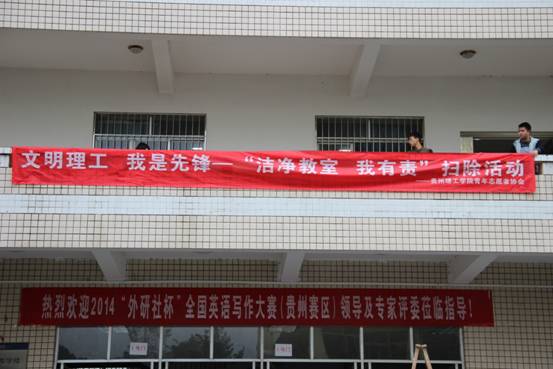 文明理工 我是先锋—“洁净教室 我有责”扫除活动
——贵州理工学院青年志愿者协会
热烈欢迎2014“外研社杯”全国英语写作大赛(贵州赛区)领导及专家评委莅临指导!